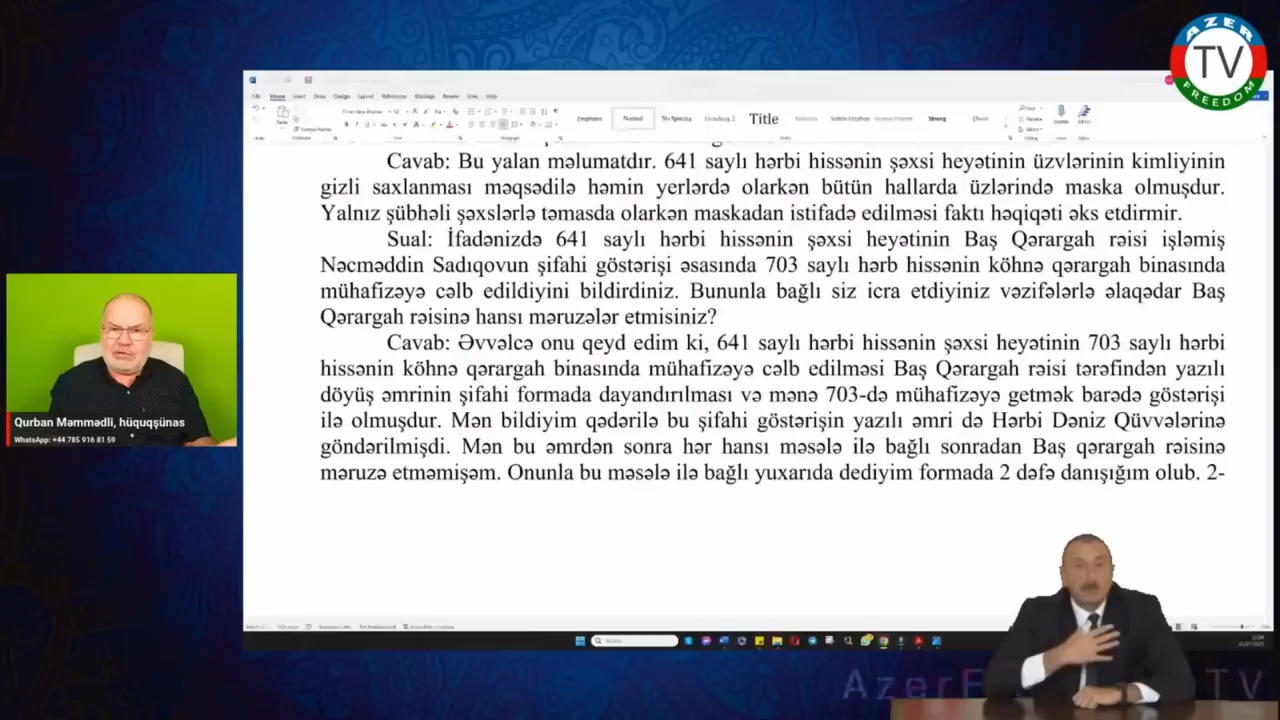 AZER
TV
FREEDOM
Title
Strong
Cavab: Bu yalan məlumatdır. 641 saylı hərbi hissənin şəxsi heyətinin üzvlərinin kimliyinin
gizli saxlanması məqsədilə həmin yerlərdə olarkən bütün hallarda üzlərində maska olmuşdur.
Yalnız şübhəli şəxslərlə təmasda olarkən maskadan istifadə edilməsi faktı həqiqəti əks etdirmir.
Sual: İfadənizdə 641 saylı hərbi hissənin şəxsi heyətinin Baş Qərargah rəisi işləmiş
Nəcməddin Sadıqovun şifahi göstərişi əsasında 703 saylı hərb hissənin köhnə qərargah binasında
mühafizəyə cəlb edildiyini bildirdiniz. Bununla bağlı siz icra etdiyiniz vəzifələrlə əlaqədar Baş
Qərargah rəisinə hansı məruzələr etmisiniz?
Cavab: Əvvəlcə onu qeyd edim ki, 641 saylı hərbi hissənin şəxsi heyətinin 703 saylı hərbi
hissənin köhnə qərargah binasında mühafizəyə cəlb edilməsi Baş Qərargah rəisi tərəfindən yazılı
döyüş əmrinin şifahi formada dayandırılması və mənə 703-də mühafizəyə getmək barədə göstərişi
ilə olmuşdur. Mən bildiyim qədərilə bu şifahi göstərişin yazılı əmri də Hərbi Dəniz Qüvvələrinə
göndərilmişdi. Mən bu əmrdən sonra hər hansı məsələ ilə bağlı sonradan Baş qərargah rəisinə
məruzə etməmişəm. Onunla bu məsələ ilə bağlı yuxarıda dediyim formada 2 dəfə danışığım olub. 2-
Qurban Məmmədli, hüquqşünas
WhatsApp: +44 785 916 81 59
AzerF
TV